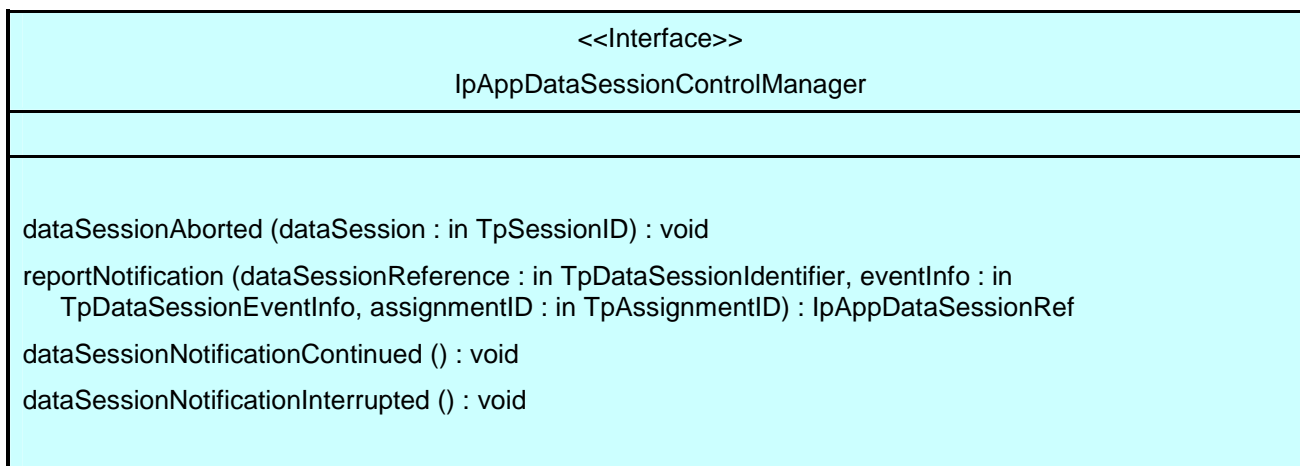 <<Interface>>
IpAppDataSessionControlManager
dataSessionAborted (dataSession : in TpSessionID) : void
reportNotification (dataSessionReference : in TpDataSessionIdentifier, eventInfo : in
TpDataSessionEventInfo, assignmentID : in TpAssignmentID) : IpAppDataSessionRef
dataSessionNotificationContinued () : void
dataSessionNotificationInterrupted () : void